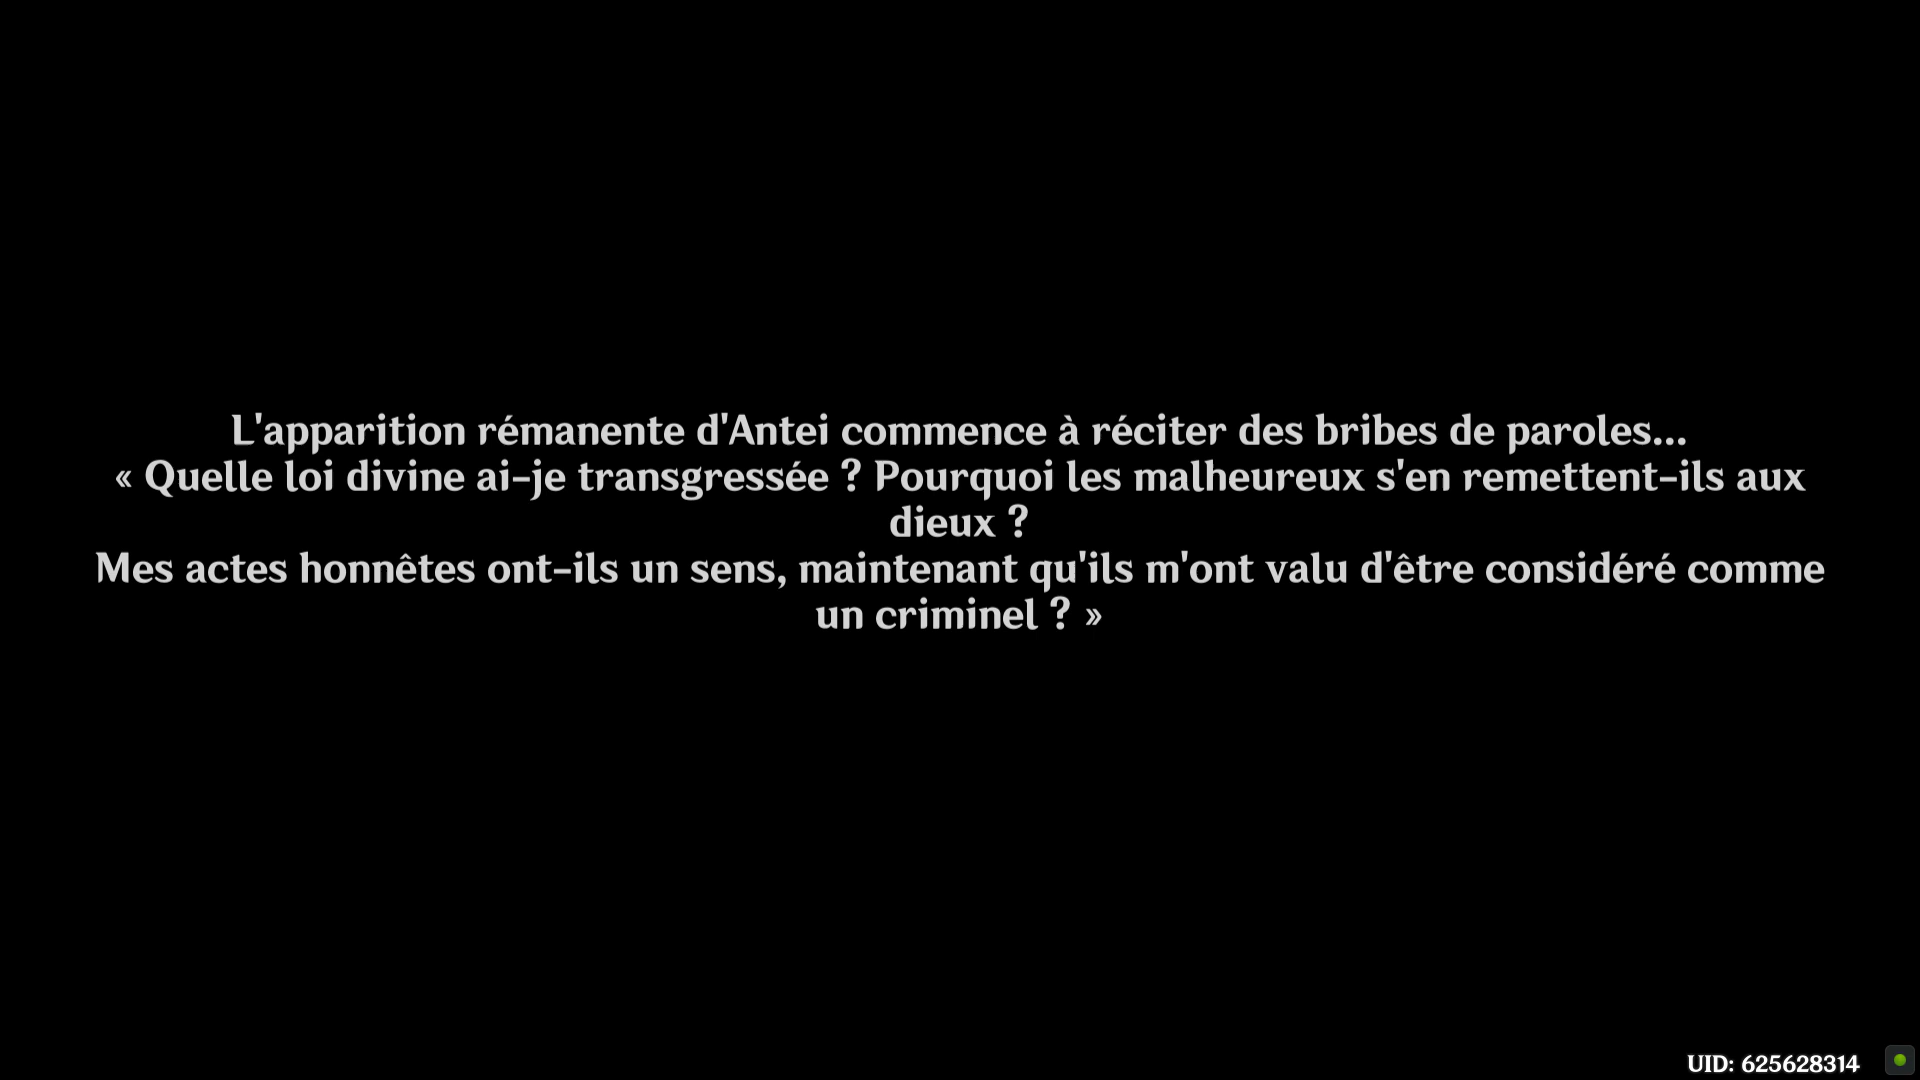 L'apparition rémanente d'Antei commence à réciter des bribes de paroles...
« Quelle loi divine ai-je transgressée ? Pourquoi les malheureux s'en remettent-ils aux
dieux ?
Mes actes honnêtes ont-ils un sens, maintenant qu'ils m'ont valu d'être considéré comme
un criminel ? »
UID: 625628314